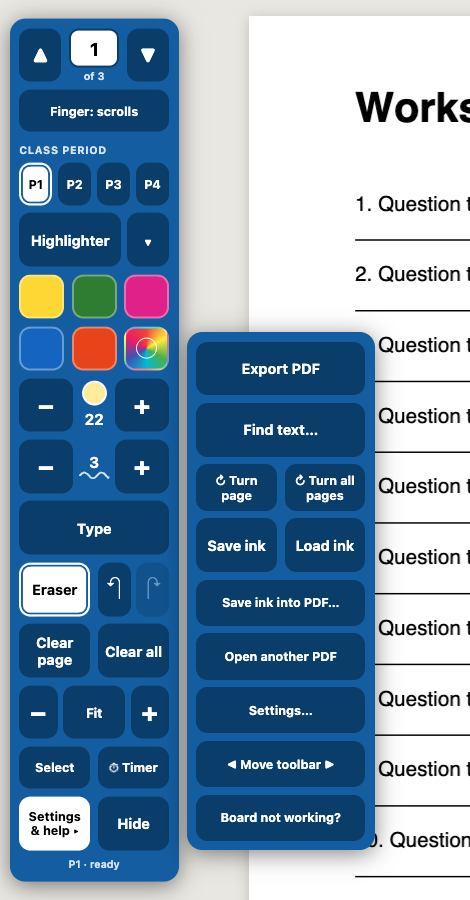 ▲ 1 ▼
of 3
Finger: scrolls
CLASS PERIOD
P1 P2 P3 P4
Highlighter ▾
− 22 +
− 3 +
Type
Eraser
Clear page
Clear all
− Fit +
Select
⏱ Timer
Settings & help ▸
Hide
P1 · ready
Export PDF
Find text...
↻ Turn page
↻ Turn all pages
Save ink
Load ink
Save ink into PDF...
Open another PDF
Settings...
◀ Move toolbar ▶
Board not working?
1. Question
2. Question
Question
Question
Question
Question
Question
Question
Question
0. Question